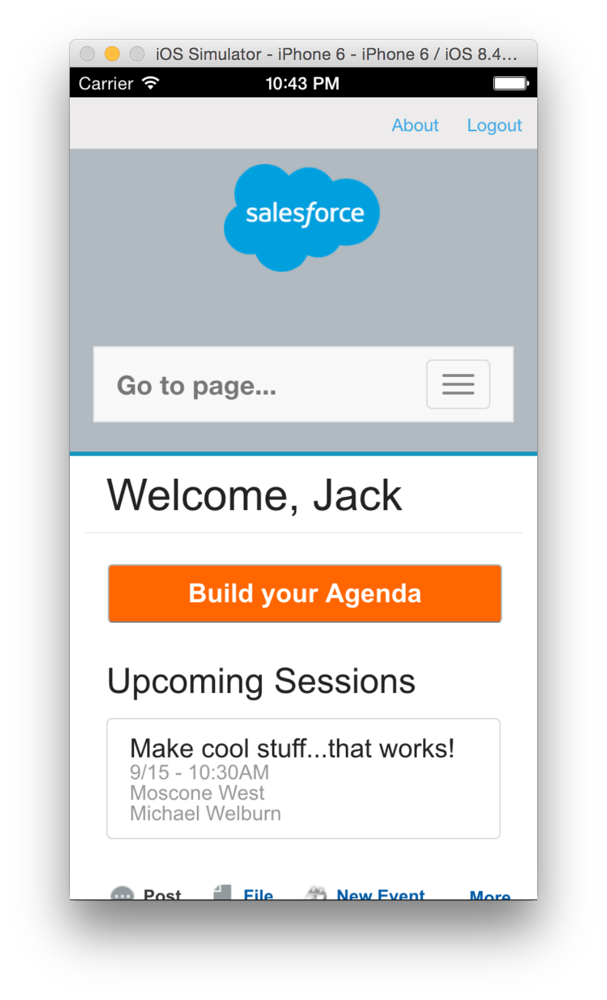 iOS Simulator - iPhone 6 - iPhone 6 / iOS 8.4...
Carrier 10:43 PM
About Logout
salesforce
Go to page...
Welcome, Jack
Build your Agenda
Upcoming Sessions
Make cool stuff...that works!
9/15 - 10:30AM
Moscone West
Michael Welburn
Post File New Event More